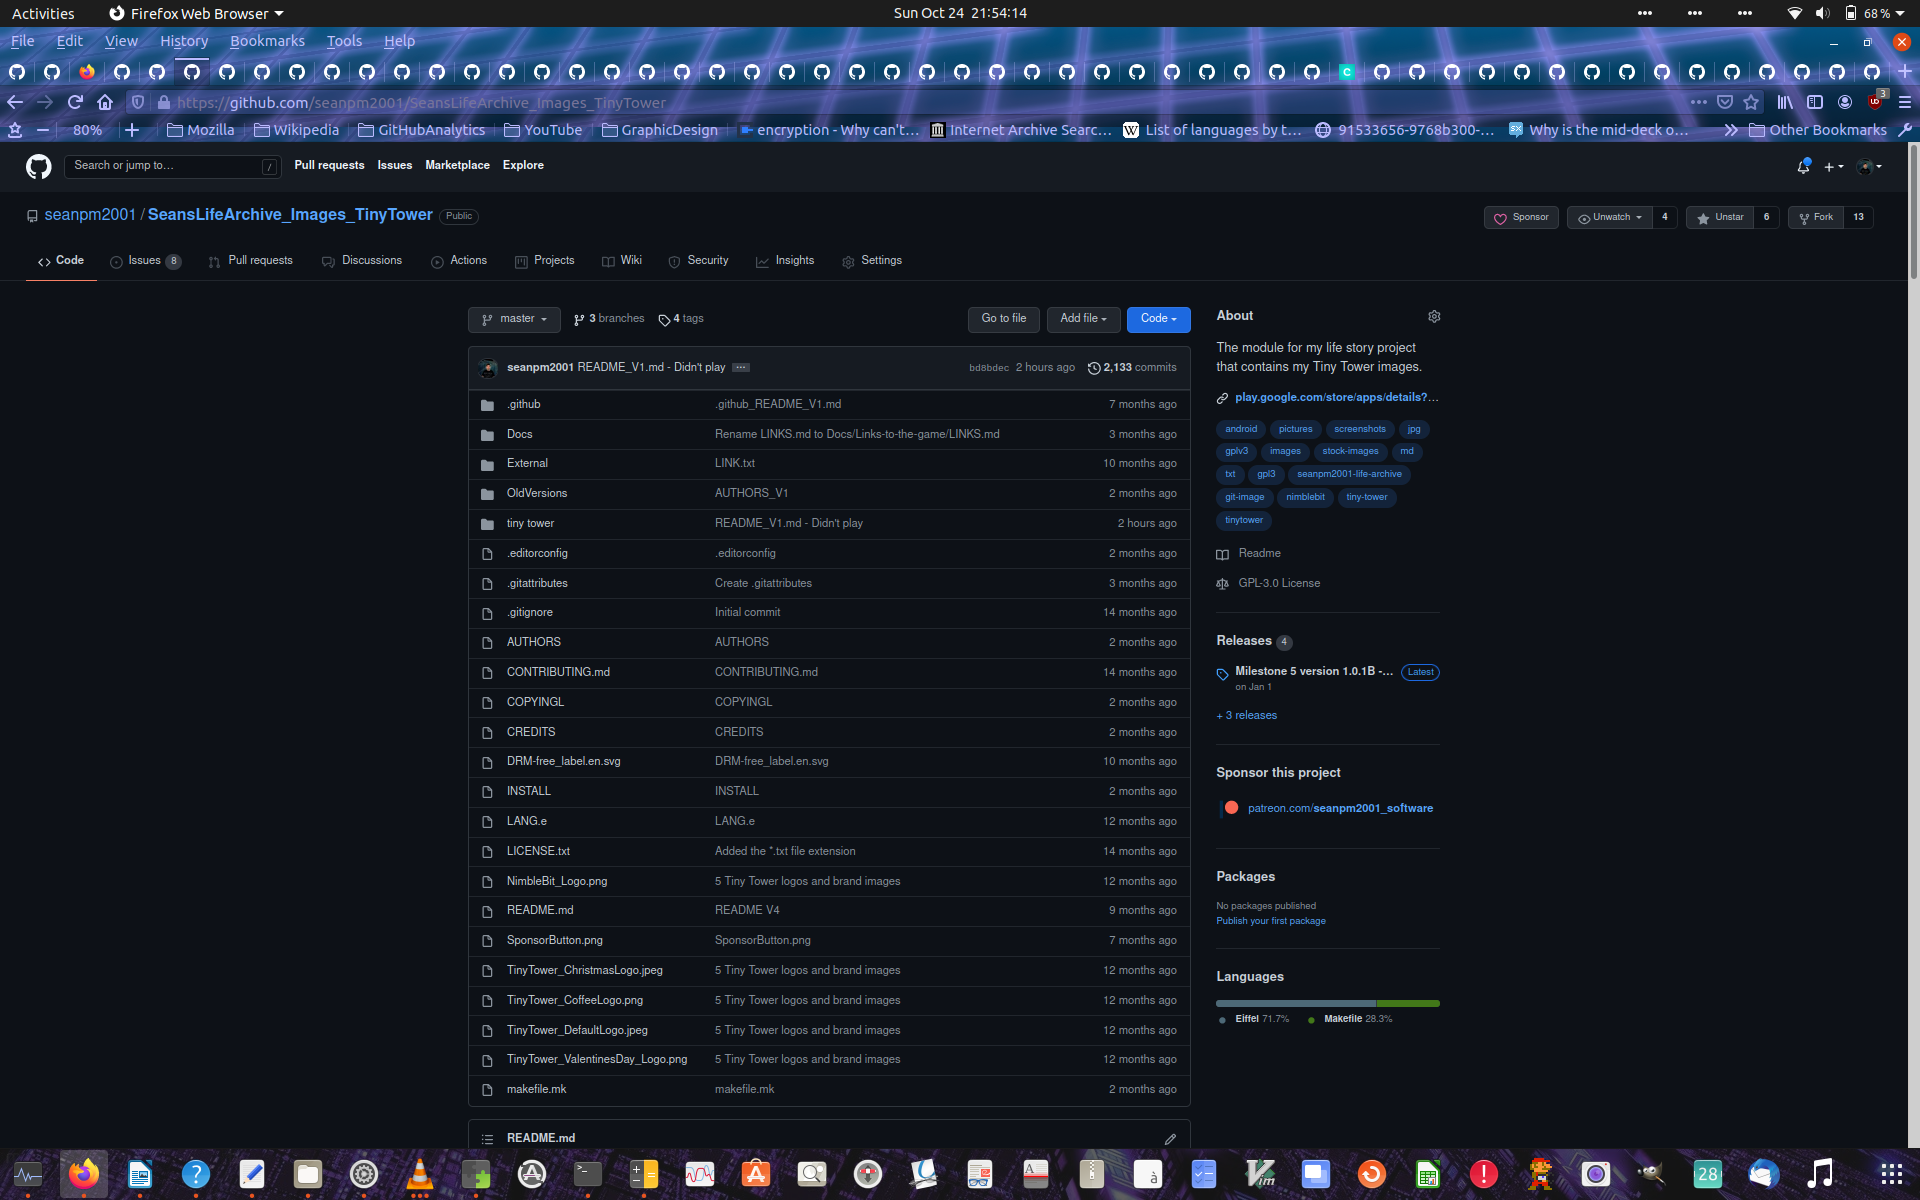 Activities Firefox Web Browser Sun Oct 24 21:54:14 68 %
File Edit View History Bookmarks Tools Help
https://github.com/seanpm2001/SeansLifeArchive_Images_TinyTower 3
80% Mozilla Wikipedia GitHubAnalytics YouTube GraphicDesign encryption - Why can't… Internet Archive Searc… List of languages by t… 91533656-9768b300-… Why is the mid-deck o… Other Bookmarks
Search or jump to… / Pull requests Issues Marketplace Explore
seanpm2001 / SeansLifeArchive_Images_TinyTower Public Sponsor Unwatch 4 Unstar 6 Fork 13
Code Issues 8 Pull requests Discussions Actions Projects Wiki Security Insights Settings
master 3 branches 4 tags Go to file Add file Code
seanpm2001 README_V1.md - Didn't play … bd8bdec 2 hours ago 2,133 commits
.github .github_README_V1.md 7 months ago
Docs Rename LINKS.md to Docs/Links-to-the-game/LINKS.md 3 months ago
External LINK.txt 10 months ago
OldVersions AUTHORS_V1 2 months ago
tiny tower README_V1.md - Didn't play 2 hours ago
.editorconfig .editorconfig 2 months ago
.gitattributes Create .gitattributes 3 months ago
.gitignore Initial commit 14 months ago
AUTHORS AUTHORS 2 months ago
CONTRIBUTING.md CONTRIBUTING.md 14 months ago
COPYINGL COPYINGL 2 months ago
CREDITS CREDITS 2 months ago
DRM-free_label.en.svg DRM-free_label.en.svg 10 months ago
INSTALL INSTALL 2 months ago
LANG.e LANG.e 12 months ago
LICENSE.txt Added the *.txt file extension 14 months ago
NimbleBit_Logo.png 5 Tiny Tower logos and brand images 12 months ago
README.md README V4 9 months ago
SponsorButton.png SponsorButton.png 7 months ago
TinyTower_ChristmasLogo.jpeg 5 Tiny Tower logos and brand images 12 months ago
TinyTower_CoffeeLogo.png 5 Tiny Tower logos and brand images 12 months ago
TinyTower_DefaultLogo.jpeg 5 Tiny Tower logos and brand images 12 months ago
TinyTower_ValentinesDay_Logo.png 5 Tiny Tower logos and brand images 12 months ago
makefile.mk makefile.mk 2 months ago
README.md
About
The module for my life story project
that contains my Tiny Tower images.
play.google.com/store/apps/details?…
android pictures screenshots jpg
gplv3 images stock-images md
txt gpl3 seanpm2001-life-archive
git-image nimblebit tiny-tower
tinytower
Readme
GPL-3.0 License
Releases 4
Milestone 5 version 1.0.1B -… Latest
on Jan 1
+ 3 releases
Sponsor this project
patreon.com/seanpm2001_software
Packages
No packages published
Publish your first package
Languages
Eiffel 71.7% Makefile 28.3%
28